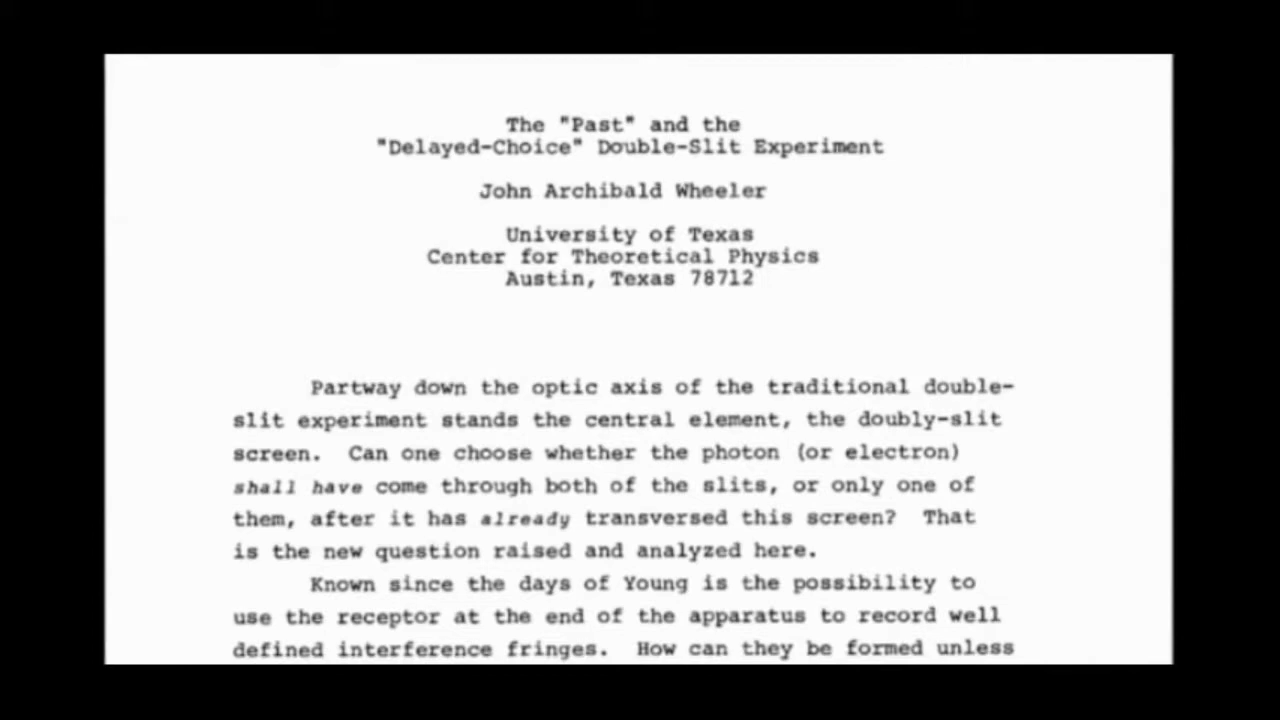 The "Past" and the
"Delayed-Choice" Double-Slit Experiment
John Archibald Wheeler
University of Texas
Center for Theoretical Physics
Austin, Texas 78712
Partway down the optic axis of the traditional double-
slit experiment stands the central element, the doubly-slit
screen. Can one choose whether the photon (or electron)
shall have come through both of the slits, or only one of
them, after it has already transversed this screen? That
is the new question raised and analyzed here.
Known since the days of Young is the possibility to
use the receptor at the end of the apparatus to record well
defined interference fringes. How can they be formed unless